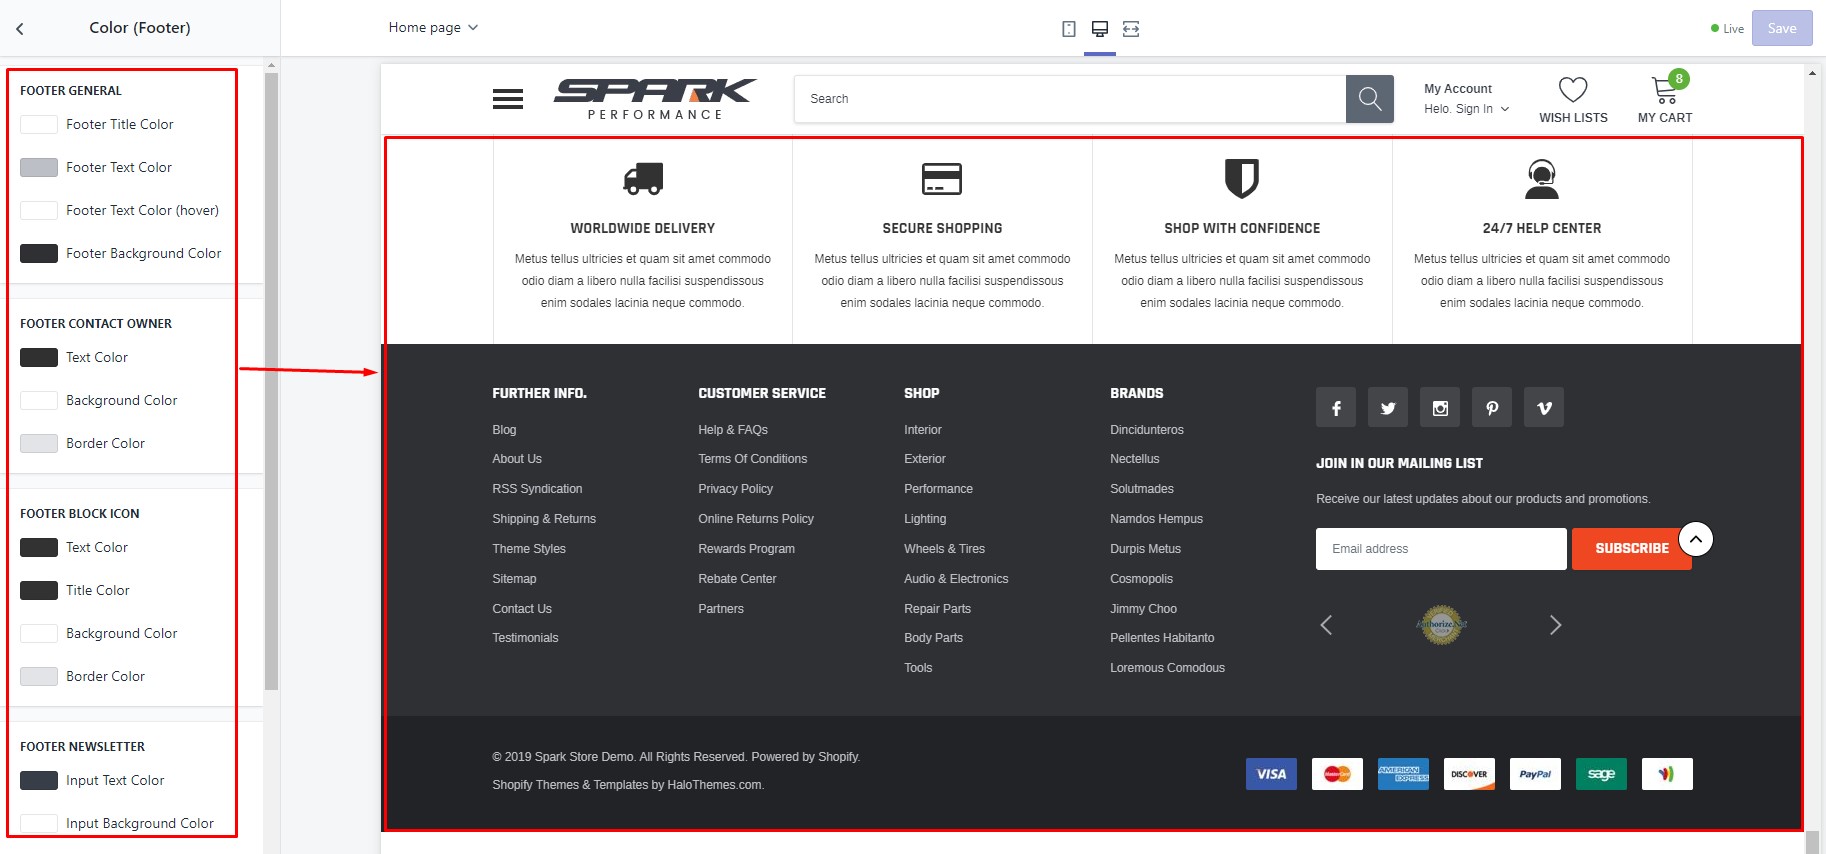 Color (Footer)
Home page
Live
Save
FOOTER GENERAL
Footer Title Color
Footer Text Color
Footer Text Color (hover)
Footer Background Color
FOOTER CONTACT OWNER
Text Color
Background Color
Border Color
FOOTER BLOCK ICON
Text Color
Title Color
Background Color
Border Color
FOOTER NEWSLETTER
Input Text Color
Input Background Color
SPARK
PERFORMANCE
Search
My Account
Helo. Sign In
WISH LISTS
8
MY CART
WORLDWIDE DELIVERY
Metus tellus ultricies et quam sit amet commodo
odio diam a libero nulla facilisi suspendissous
enim sodales lacinia neque commodo.
SECURE SHOPPING
Metus tellus ultricies et quam sit amet commodo
odio diam a libero nulla facilisi suspendissous
enim sodales lacinia neque commodo.
SHOP WITH CONFIDENCE
Metus tellus ultricies et quam sit amet commodo
odio diam a libero nulla facilisi suspendissous
enim sodales lacinia neque commodo.
24/7 HELP CENTER
Metus tellus ultricies et quam sit amet commodo
odio diam a libero nulla facilisi suspendissous
enim sodales lacinia neque commodo.
FURTHER INFO.
Blog
About Us
RSS Syndication
Shipping & Returns
Theme Styles
Sitemap
Contact Us
Testimonials
CUSTOMER SERVICE
Help & FAQs
Terms Of Conditions
Privacy Policy
Online Returns Policy
Rewards Program
Rebate Center
Partners
SHOP
Interior
Exterior
Performance
Lighting
Wheels & Tires
Audio & Electronics
Repair Parts
Body Parts
Tools
BRANDS
Dincidunteros
Nectellus
Solutmades
Namdos Hempus
Durpis Metus
Cosmopolis
Jimmy Choo
Pellentes Habitanto
Loremous Comodous
JOIN IN OUR MAILING LIST
Receive our latest updates about our products and promotions.
Email address
SUBSCRIBE
Authorize.Net
© 2019 Spark Store Demo. All Rights Reserved. Powered by Shopify.
Shopify Themes & Templates by HaloThemes.com.
VISA
MasterCard
AMERICAN EXPRESS
DISCOVER
PayPal
sage